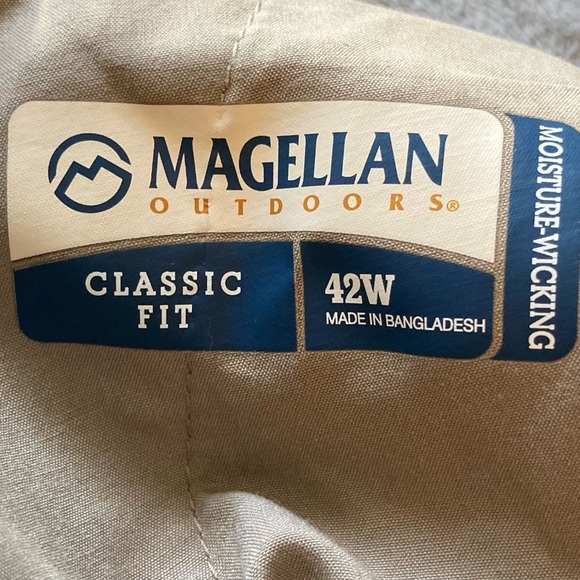 MAGELLAN
OUTDOORS®
CLASSIC
FIT
42W
MADE IN BANGLADESH
MOISTURE-WICKING